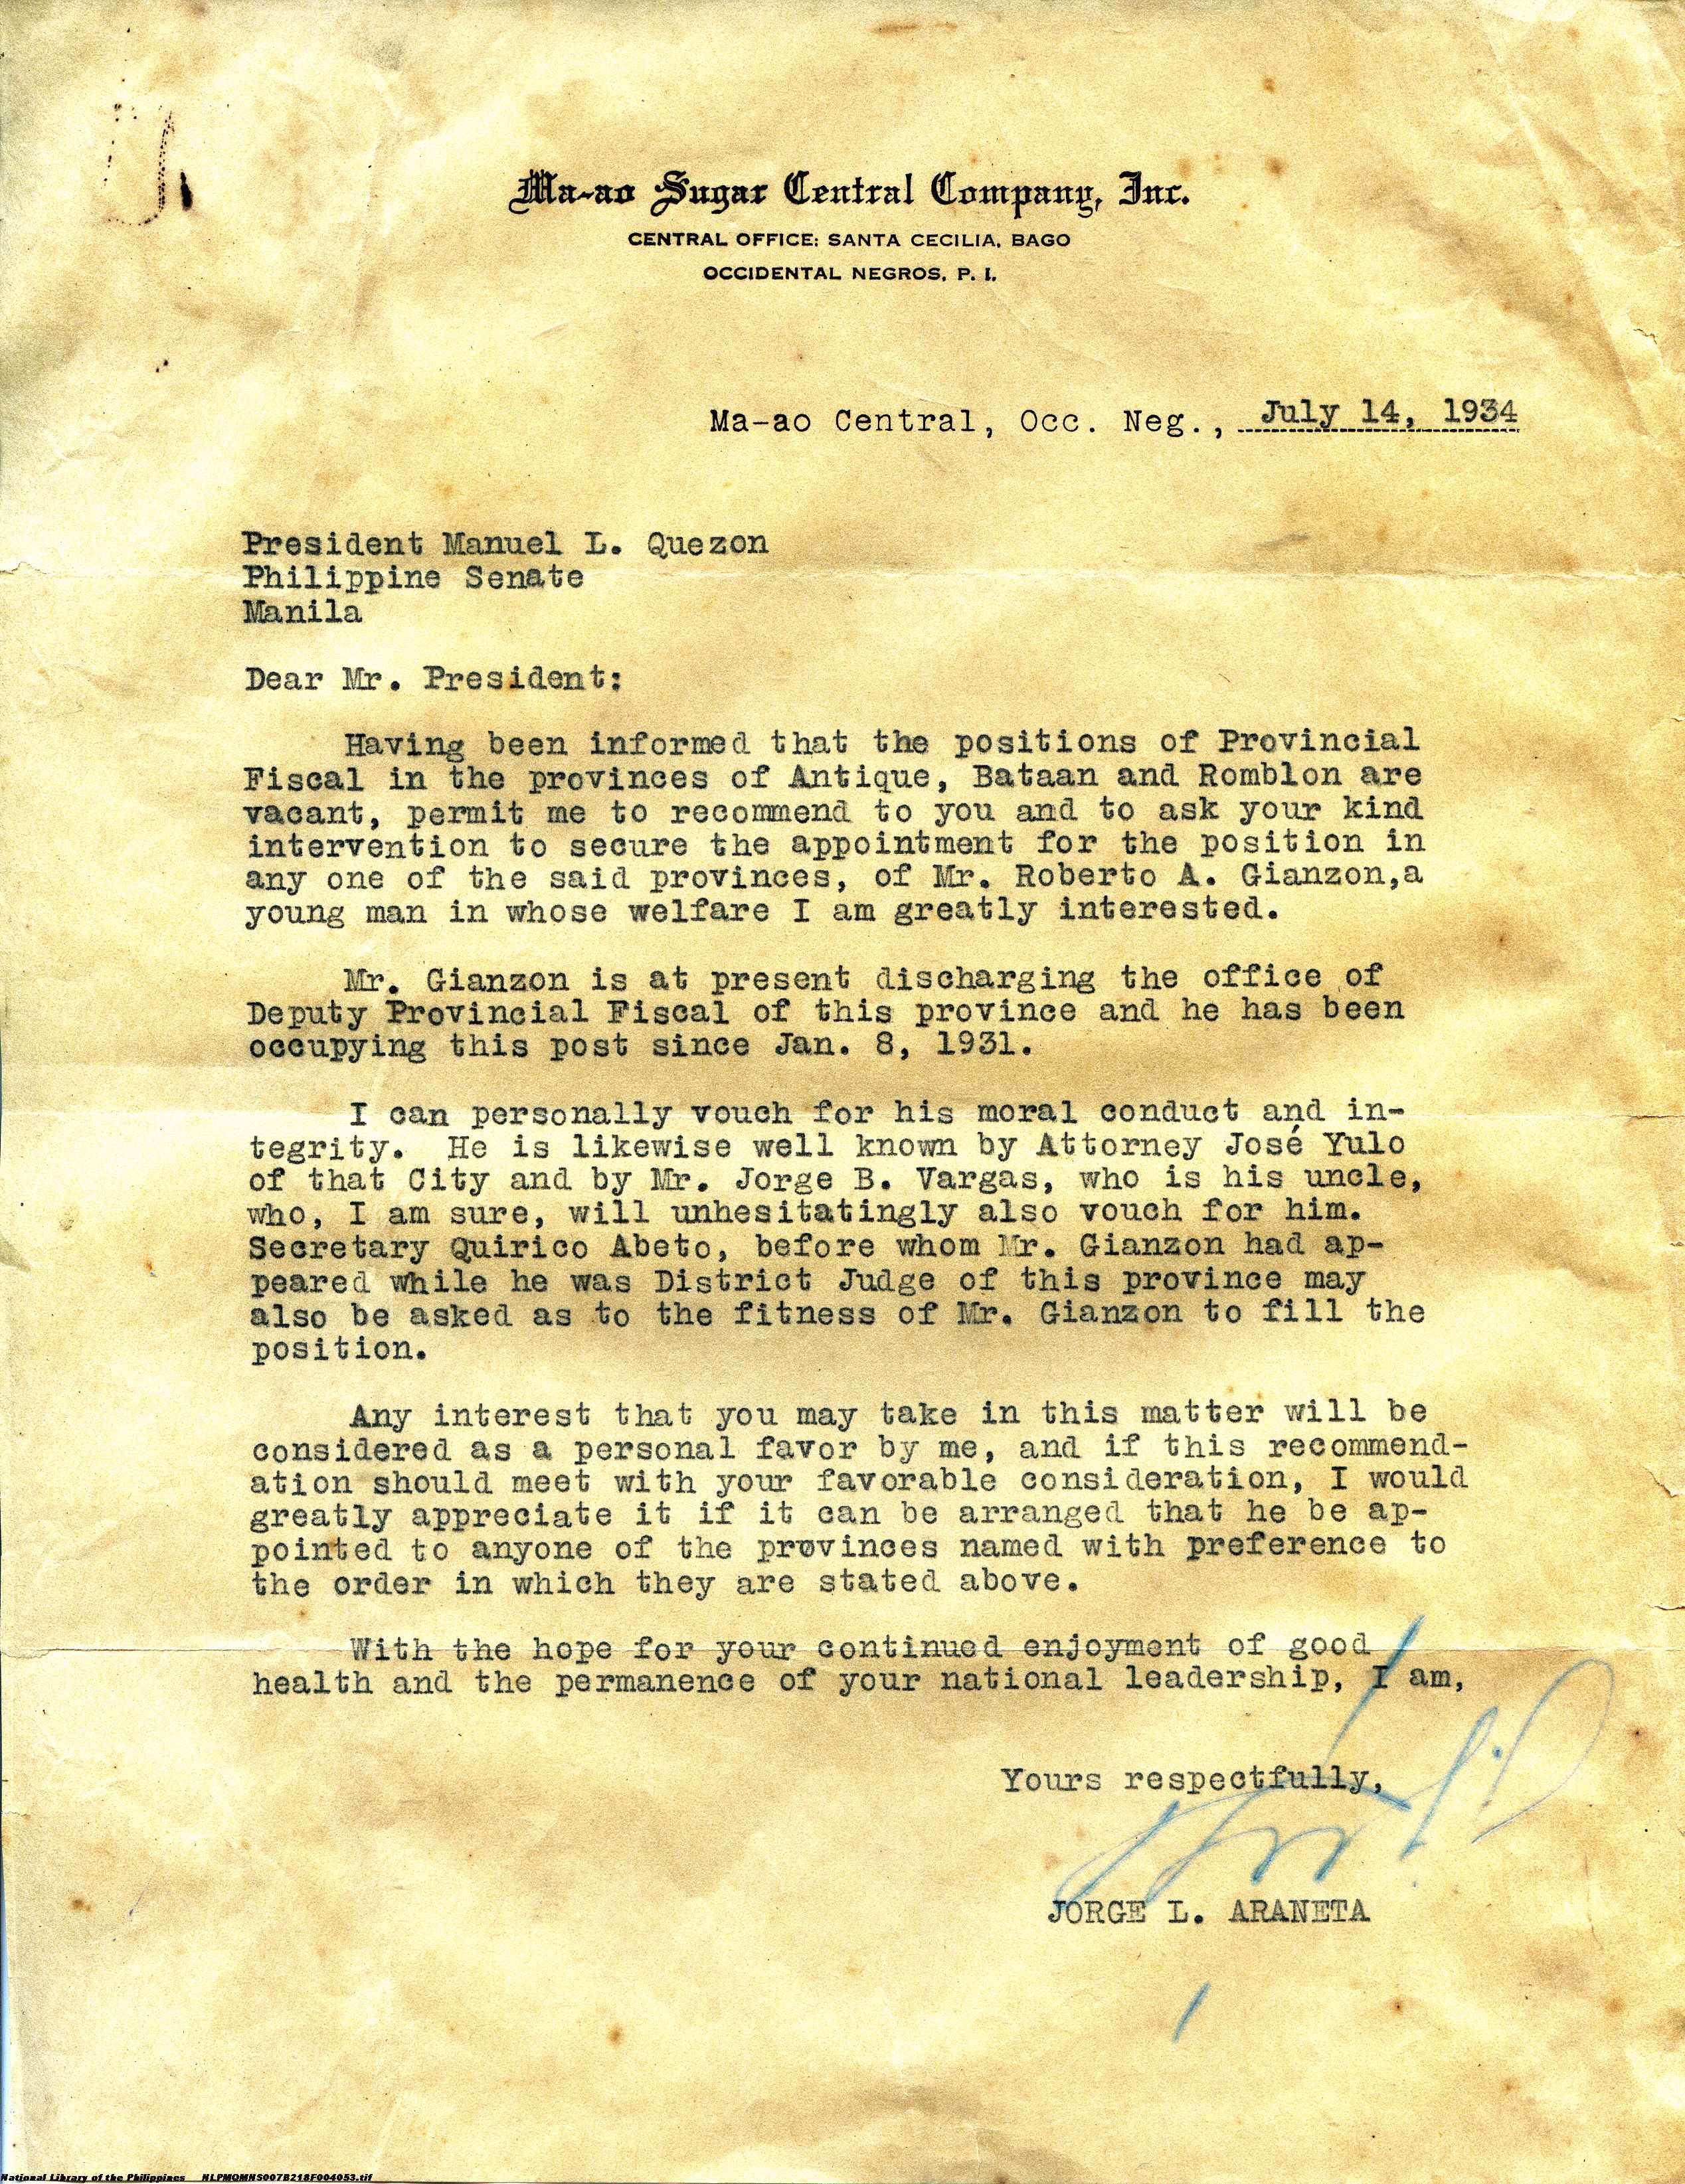 Ma-ao Sugar Central Company, Inc.
CENTRAL OFFICE: SANTA CECILIA, BAGO
OCCIDENTAL NEGROS, P. I.
Ma-ao Central, Occ. Neg., July 14, 1934
President Manuel L. Quezon
Philippine Senate
Manila
Dear Mr. President:
Having been informed that the positions of Provincial
Fiscal in the provinces of Antique, Bataan and Romblon are
vacant, permit me to recommend to you and to ask your kind
intervention to secure the appointment for the position in
any one of the said provinces, of Mr. Roberto A. Gianzon,a
young man in whose welfare I am greatly interested.
Mr. Gianzon is at present discharging the office of
Deputy Provincial Fiscal of this province and he has been
occupying this post since Jan. 8, 1931.
I can personally vouch for his moral conduct and in-
tegrity. He is likewise well known by Attorney José Yulo
of that City and by Mr. Jorge B. Vargas, who is his uncle,
who, I am sure, will unhesitatingly also vouch for him.
Secretary Quirico Abeto, before whom Mr. Gianzon had ap-
peared while he was District Judge of this province may
also be asked as to the fitness of Mr. Gianzon to fill the
position.
Any interest that you may take in this matter will be
considered as a personal favor by me, and if this recommend-
ation should meet with your favorable consideration, I would
greatly appreciate it if it can be arranged that he be ap-
pointed to anyone of the provinces named with preference to
the order in which they are stated above.
With the hope for your continued enjoyment of good
health and the permanence of your national leadership, I am,
Yours respectfully,
JORGE L. ARANETA
National Library of the Philippines NLPMQMNS007B218F004053.tif